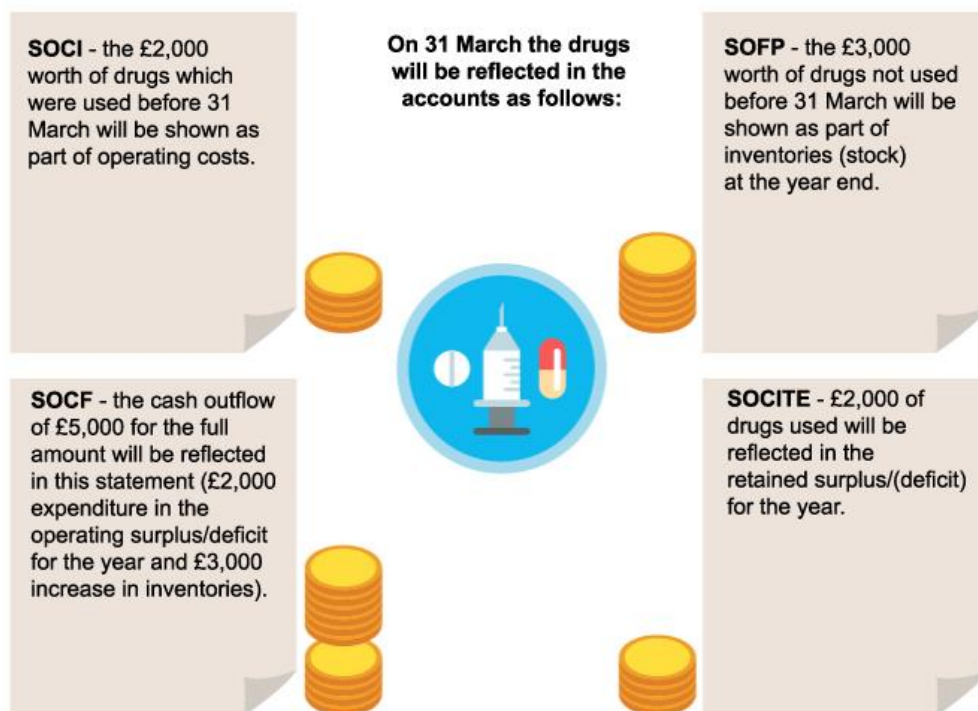 On 31 March the drugs
will be reflected in the
accounts as follows:
SOCI - the £2,000
worth of drugs which
were used before 31
March will be shown as
part of operating costs.
SOFP - the £3,000
worth of drugs not used
before 31 March will be
shown as part of
inventories (stock)
at the year end.
SOCF - the cash outflow
of £5,000 for the full
amount will be reflected
in this statement (£2,000
expenditure in the
operating surplus/deficit
for the year and £3,000
increase in inventories).
SOCITE - £2,000 of
drugs used will be
reflected in the
retained surplus/(deficit)
for the year.